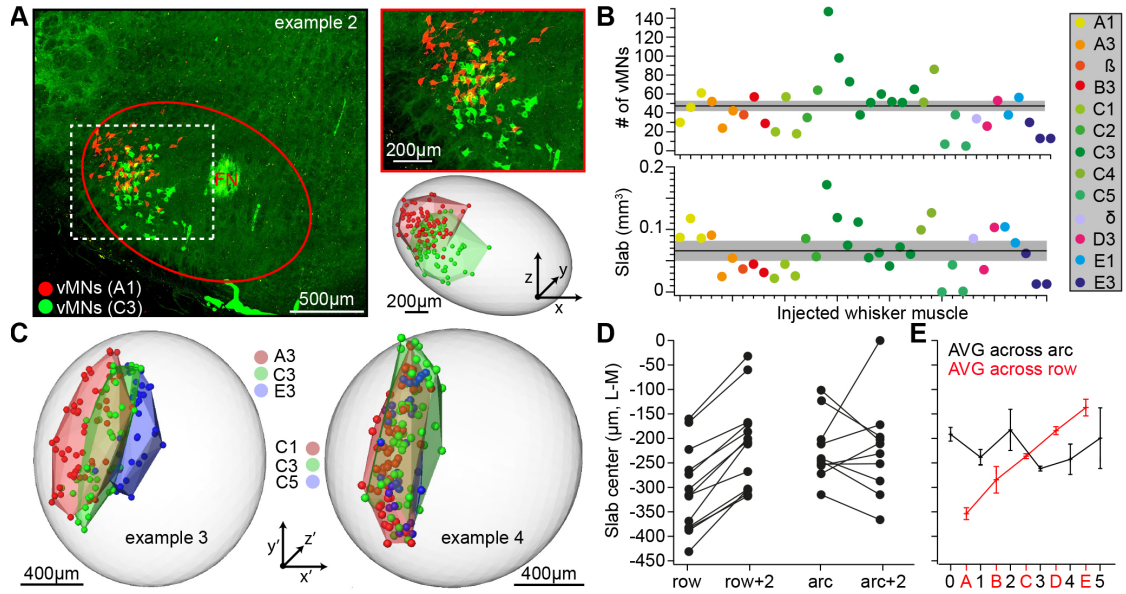 A
example 2
FN
vMNs (A1)
vMNs (C3)
500µm
200µm
z
y
x
200µm
B
# of vMNs
140
120
100
80
60
40
20
0
Slab (mm³)
0.2
0.1
0
Injected whisker muscle
A1
A3
ß
B3
C1
C2
C3
C4
C5
δ
D3
E1
E3
C
A3
C3
E3
C1
C3
C5
example 3
example 4
y'
z'
x'
400µm
400µm
D
Slab center (µm, L-M)
0
-50
-100
-150
-200
-250
-300
-350
-400
-450
row
row+2
arc
arc+2
E
AVG across arc
AVG across row
0 A 1 B 2 C 3 D 4 E 5